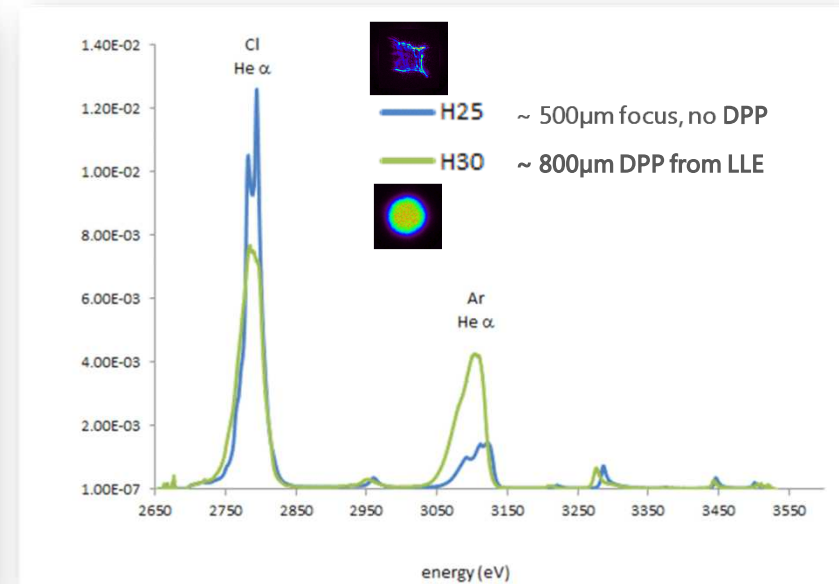 1.40E-02
1.20E-02
1.00E-02
8.00E-03
6.00E-03
4.00E-03
2.00E-03
1.00E-07
Cl
He α
H25 ~ 500µm focus, no DPP
H30 ~ 800µm DPP from LLE
Ar
He α
2650 2750 2850 2950 3050 3150 3250 3350 3450 3550
energy (eV)